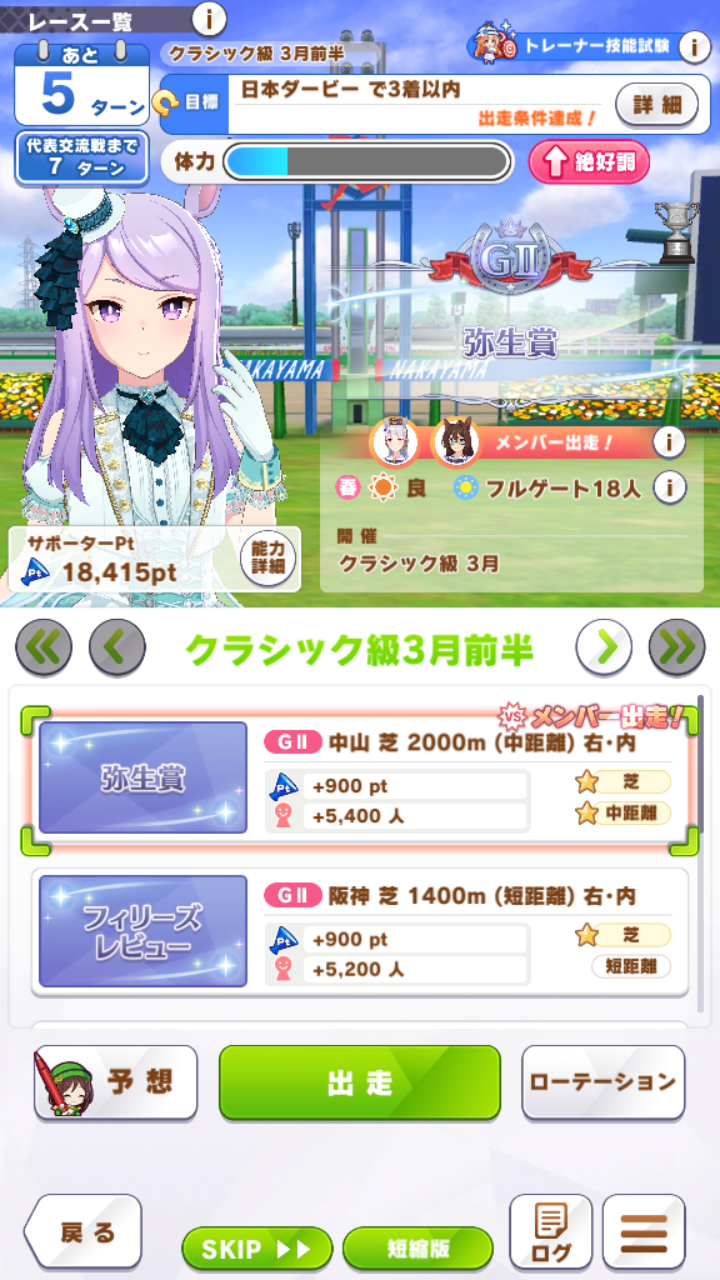 レース一覧
i
あと
5 ターン
代表交流戦まで
7 ターン
クラシック級 3月前半
トレーナー技能試験
i
目標
日本ダービー で3着以内
出走条件達成！
詳細
体力
絶好調
GⅡ
弥生賞
NAKAYAMA
NAKAYAMA
メンバー出走！
i
春
良
フルゲート18人
i
開催
クラシック級 3月
サポーターPt
Pt 18,415pt
能力
詳細
クラシック級3月前半
VS メンバー出走！
弥生賞
GⅡ 中山 芝 2000m (中距離) 右・内
Pt +900 pt
芝
+5,400 人
中距離
フィリーズ
レビュー
GⅡ 阪神 芝 1400m (短距離) 右・内
Pt +900 pt
芝
+5,200 人
短距離
予想
出走
ローテーション
戻る
SKIP
短縮版
ログ